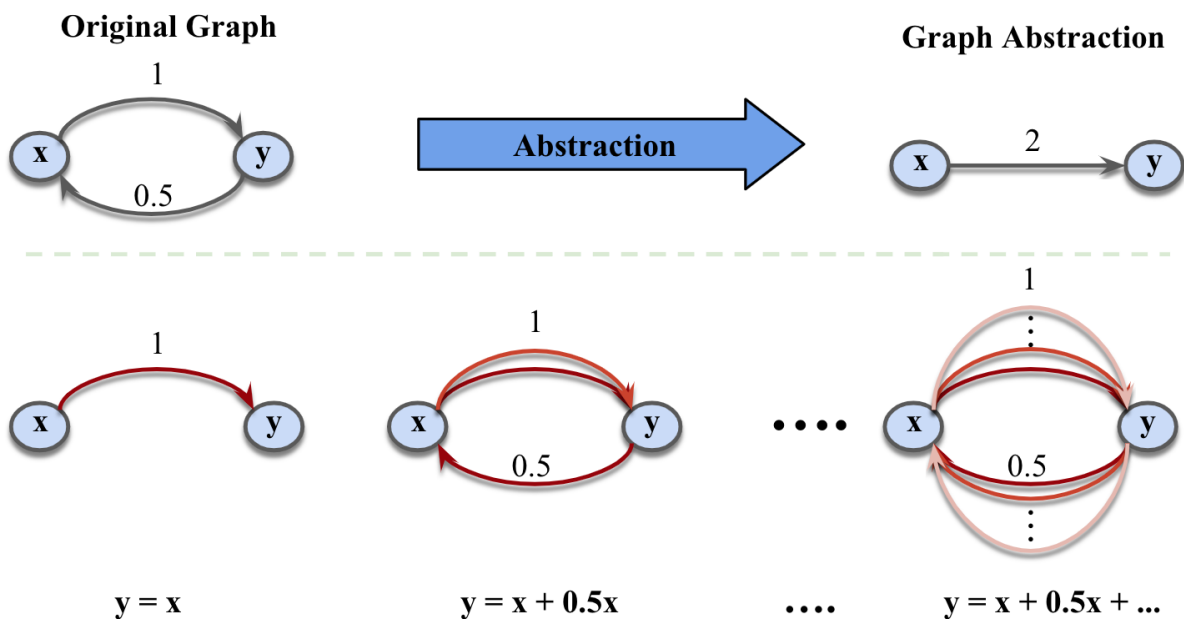 Original Graph
Graph Abstraction
1
x
y
0.5
Abstraction
2
x
y
1
x
y
1
x
y
0.5
....
1
x
y
0.5
y = x
y = x + 0.5x
....
y = x + 0.5x + ...